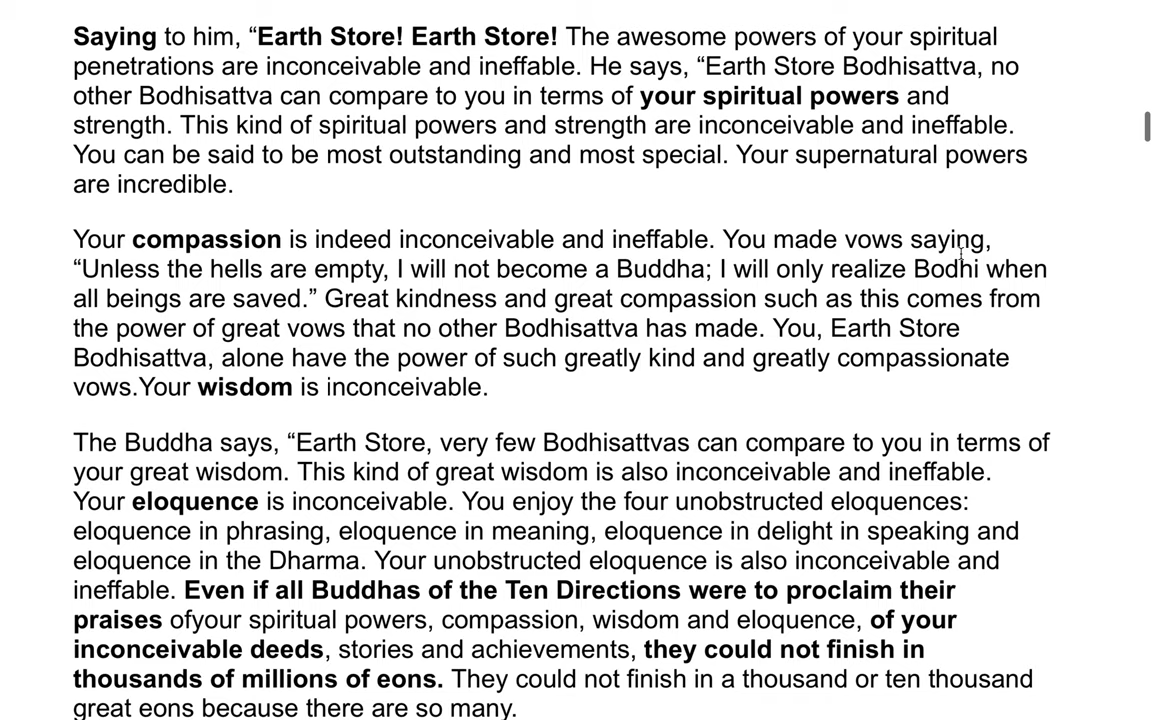 Saying to him, “Earth Store! Earth Store! The awesome powers of your spiritual
penetrations are inconceivable and ineffable. He says, “Earth Store Bodhisattva, no
other Bodhisattva can compare to you in terms of your spiritual powers and
strength. This kind of spiritual powers and strength are inconceivable and ineffable.
You can be said to be most outstanding and most special. Your supernatural powers
are incredible.
Your compassion is indeed inconceivable and ineffable. You made vows saying,
“Unless the hells are empty, I will not become a Buddha; I will only realize Bodhi when
all beings are saved.” Great kindness and great compassion such as this comes from
the power of great vows that no other Bodhisattva has made. You, Earth Store
Bodhisattva, alone have the power of such greatly kind and greatly compassionate
vows.Your wisdom is inconceivable.
The Buddha says, “Earth Store, very few Bodhisattvas can compare to you in terms of
your great wisdom. This kind of great wisdom is also inconceivable and ineffable.
Your eloquence is inconceivable. You enjoy the four unobstructed eloquences:
eloquence in phrasing, eloquence in meaning, eloquence in delight in speaking and
eloquence in the Dharma. Your unobstructed eloquence is also inconceivable and
ineffable. Even if all Buddhas of the Ten Directions were to proclaim their
praises ofyour spiritual powers, compassion, wisdom and eloquence, of your
inconceivable deeds, stories and achievements, they could not finish in
thousands of millions of eons. They could not finish in a thousand or ten thousand
great eons because there are so many.